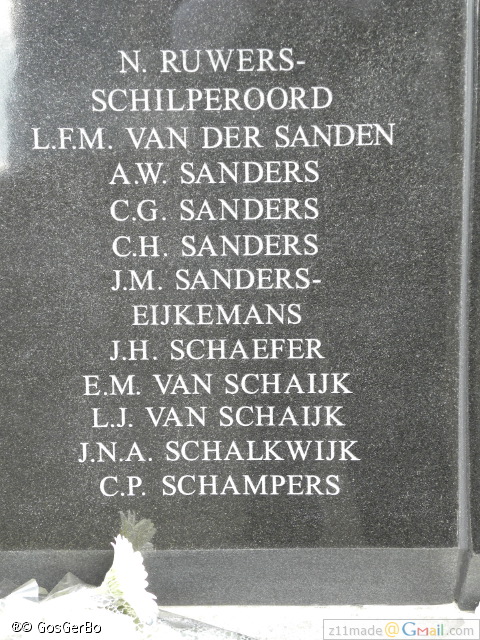 N. RUWERS-
SCHILPEROORD
L.F.M. VAN DER SANDEN
A.W. SANDERS
C.G. SANDERS
C.H. SANDERS
J.M. SANDERS-
EIJKEMANS
J.H. SCHAEFER
E.M. VAN SCHAIJK
L.J. VAN SCHAIJK
J.N.A. SCHALKWIJK
C.P. SCHAMPERS
®© GosGerBo
z11made@Gmail.com